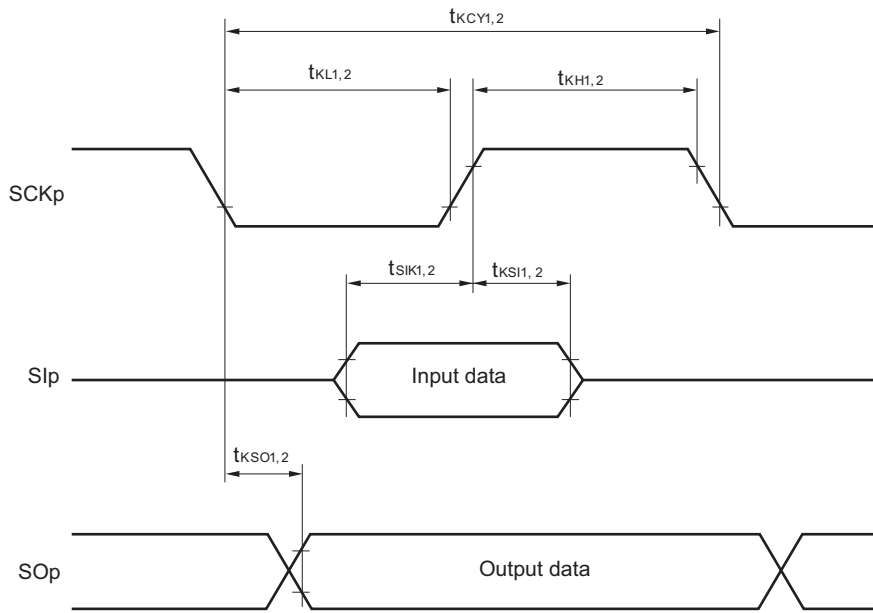 tKCY1, 2
tKL1, 2
tKH1, 2
SCKp
tSIK1, 2
tKSI1, 2
SIp
Input data
tKSO1, 2
SOp
Output data